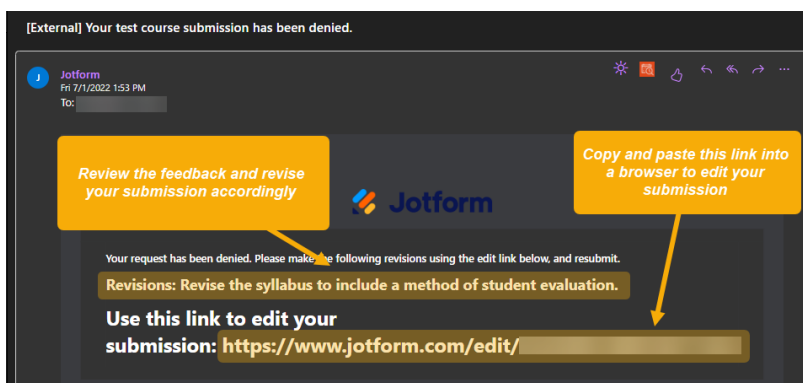 [External] Your test course submission has been denied.
J
Jotform
Fri 7/1/2022 1:53 PM
To:
Review the feedback and revise
your submission accordingly
Copy and paste this link into
a browser to edit your
submission
Jotform
Your request has been denied. Please make the following revisions using the edit link below, and resubmit.
Revisions: Revise the syllabus to include a method of student evaluation.
Use this link to edit your
submission: https://www.jotform.com/edit/